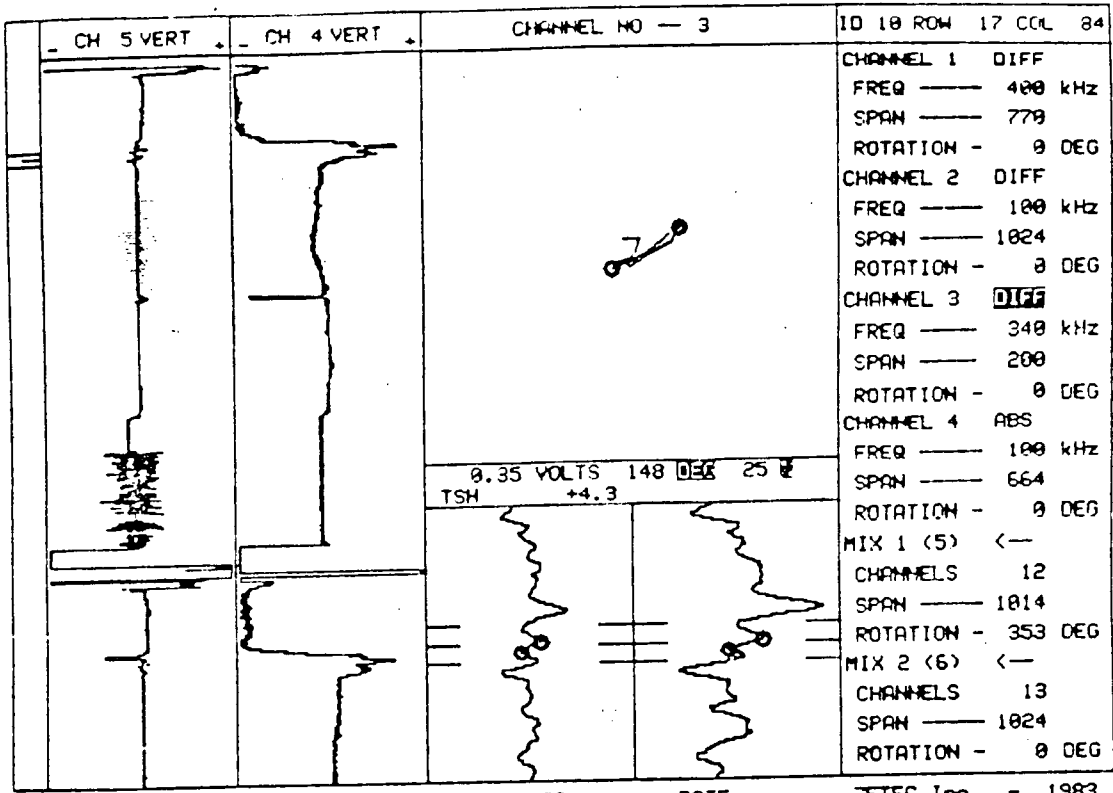 - CH 5 VERT +
- CH 4 VERT +
CHANNEL NO — 3
ID 10 ROW 17 COL 84
CHANNEL 1 DIFF
FREQ ——— 400 kHz
SPAN ——— 770
ROTATION - 0 DEG
CHANNEL 2 DIFF
FREQ ——— 100 kHz
SPAN ——— 1024
ROTATION - 0 DEG
CHANNEL 3 DIFF
FREQ ——— 340 kHz
SPAN ——— 200
ROTATION - 0 DEG
CHANNEL 4 ABS
FREQ ——— 100 kHz
SPAN ——— 664
ROTATION - 0 DEG
MIX 1 (5) <—
CHANNELS 12
SPAN ——— 1014
ROTATION - 353 DEG
MIX 2 (6) <—
CHANNELS 13
SPAN ——— 1024
ROTATION - 0 DEG
0.35 VOLTS 148 DEG 25
TSH +4.3
Inc - 1983